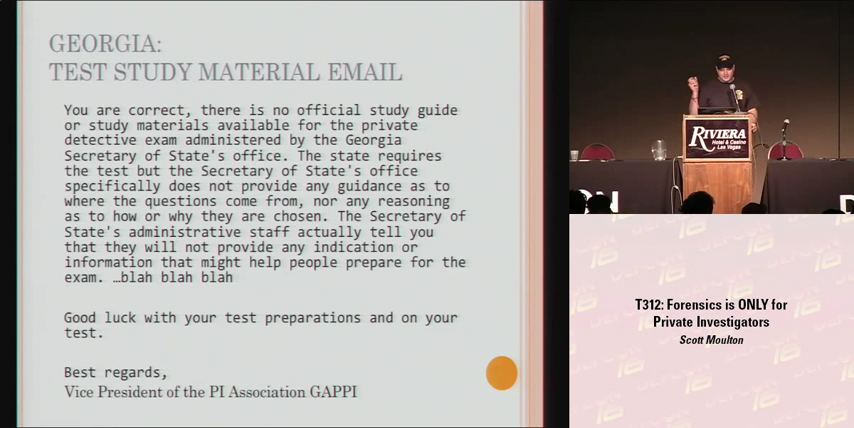 GEORGIA:
TEST STUDY MATERIAL EMAIL
You are correct, there is no official study guide
or study materials available for the private
detective exam administered by the Georgia
Secretary of State's office. The state requires
the test but the Secretary of State's office
specifically does not provide any guidance as to
where the questions come from, nor any reasoning
as to how or why they are chosen. The Secretary of
State's administrative staff actually tell you
that they will not provide any indication or
information that might help people prepare for the
exam. …blah blah blah
Good luck with your test preparations and on your
test.
Best regards,
Vice President of the PI Association GAPPI
RIVIERA
Hotel & Casino
Las Vegas
T312: Forensics is ONLY for
Private Investigators
Scott Moulton